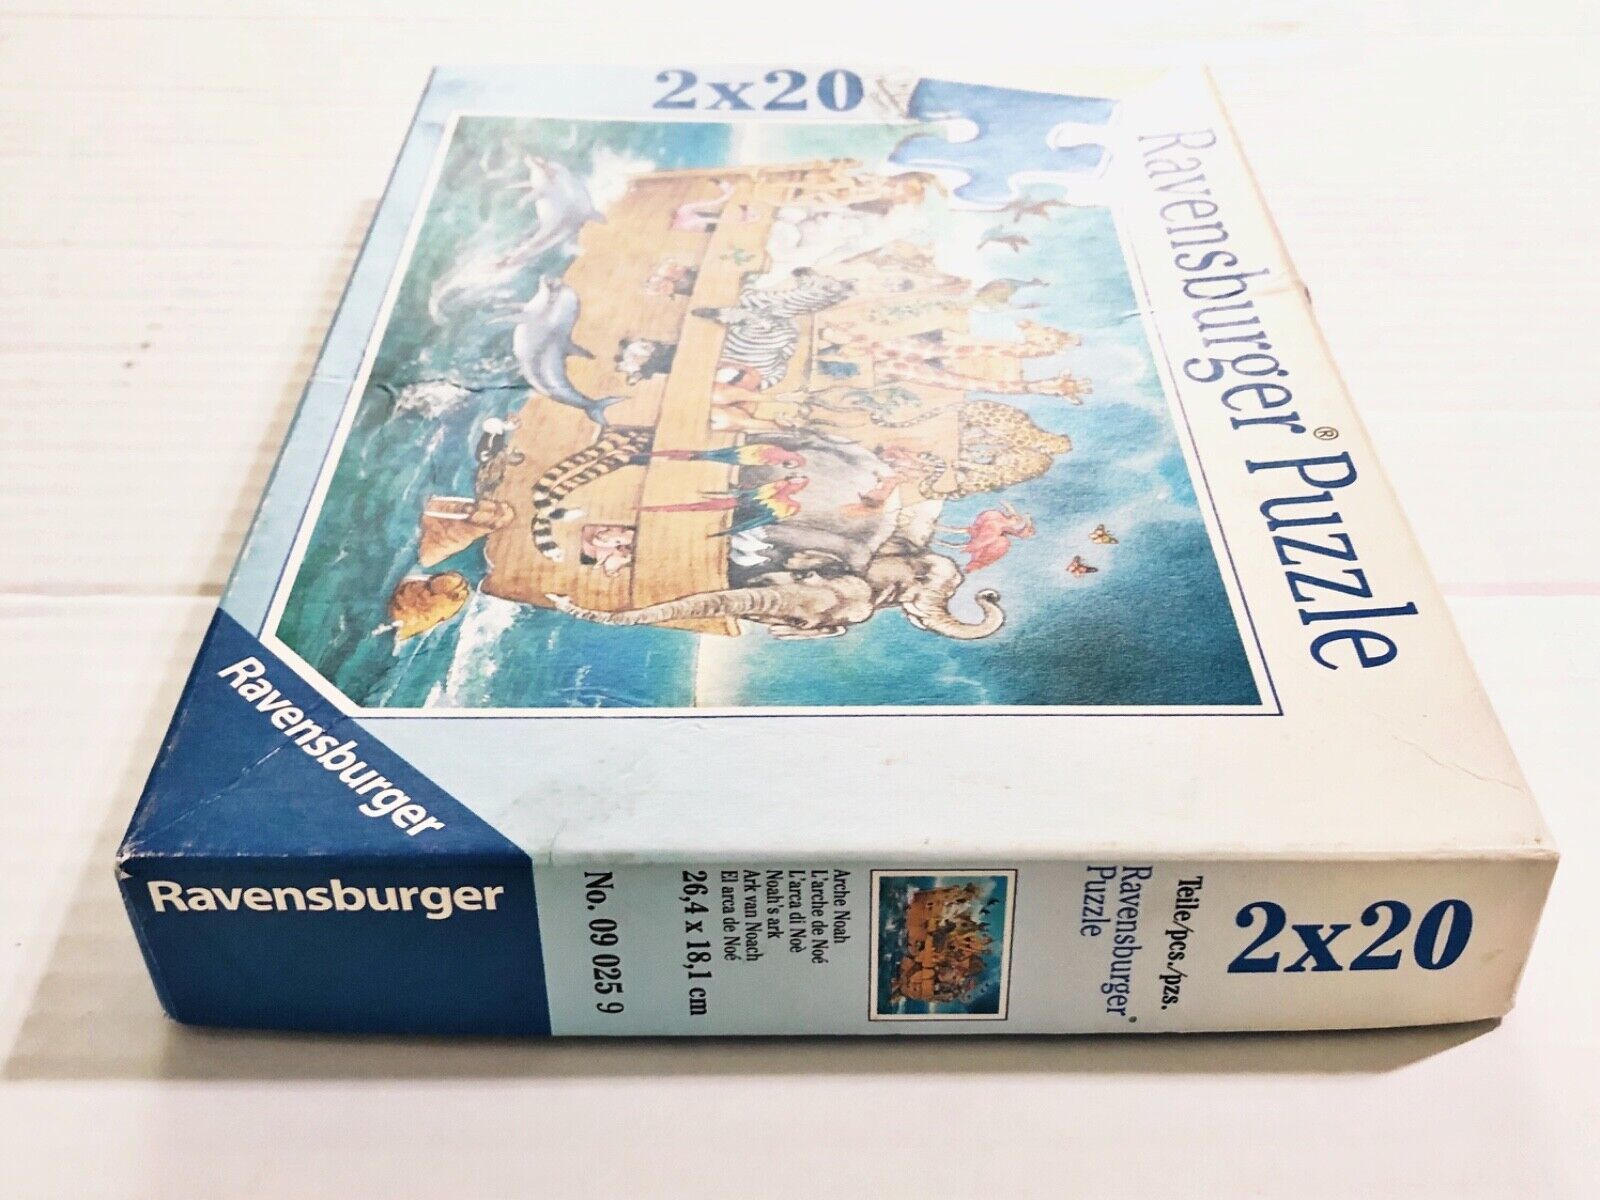 2x20
Ravensburger® Puzzle
Ravensburger
Ravensburger
No. 09 025 9
26,4 x 18,1 cm
Arche Noah
L'arche de Noé
L'arca di Noè
Noah's ark
Ark van Noach
El arca de Noé
Ravensburger®
Puzzle
Teile/pcs./pzs.
2x20